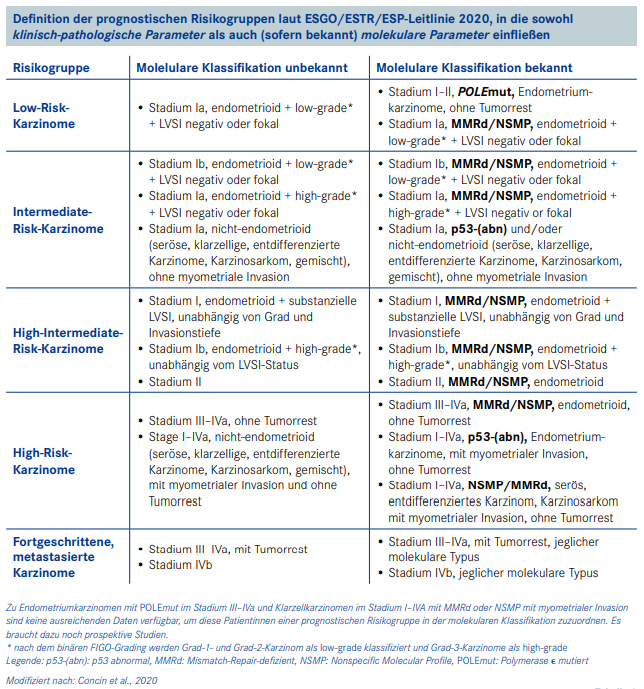 Definition der prognostischen Risikogruppen laut ESGO/ESTR/ESP-Leitlinie 2020, in die sowohl
klinisch-pathologische Parameter als auch (sofern bekannt) molekulare Parameter einfließen
Risikogruppe
Molelulare Klassifikation unbekannt
Molelulare Klassifikation bekannt
Low-Risk-
Karzinome
• Stadium Ia, endometrioid + low-grade*
+ LVSI negativ oder fokal
• Stadium I–II, POLEmut, Endometrium-
karzinome, ohne Tumorrest
• Stadium Ia, MMRd/NSMP, endometrioid +
low-grade* + LVSI negativ oder fokal
Intermediate-
Risk-Karzinome
• Stadium Ib, endometrioid + low-grade*
+ LVSI negativ oder fokal
• Stadium Ia, endometrioid + high-grade*
+ LVSI negativ oder fokal
• Stadium Ia, nicht-endometrioid
(seröse, klarzellige, entdifferenzierte
Karzinome, Karzinosarkom, gemischt),
ohne myometriale Invasion
• Stadium Ib, MMRd/NSMP, endometrioid +
low-grade* + LVSI negativ oder fokal
• Stadium Ia, MMRd/NSMP, endometrioid +
high-grade* + LVSI negativ or fokal
• Stadium Ia, p53-(abn) und/oder
nicht-endometrioid (seröse, klarzellige,
entdifferenzierte Karzinome, Karzinosarkom,
gemischt), ohne myometriale Invasion
High-Intermediate-
Risk-Karzinome
• Stadium I, endometrioid + substanzielle
LVSI, unabhängig von Grad und
Invasionstiefe
• Stadium Ib, endometrioid + high-grade*,
unabhängig vom LVSI-Status
• Stadium II
• Stadium I, MMRd/NSMP, endometrioid +
substanzielle LVSI, unabhängig von Grad und
Invasionstiefe
• Stadium Ib, MMRd/NSMP, endometrioid +
high-grade*, unabhängig vom LVSI-Status
• Stadium II, MMRd/NSMP, endometrioid
High-Risk-
Karzinome
• Stadium III–IVa, ohne Tumorrest
• Stage I–IVa, nicht-endometrioid
(seröse, klarzellige, entdifferenzierte
Karzinome, Karzinosarkom, gemischt),
mit myometrialer Invasion und ohne
Tumorrest
• Stadium III–IVa, MMRd/NSMP, endometrioid,
ohne Tumorrest
• Stadium I–IVa, p53-(abn), Endometrium-
karzinome, mit myometrialer Invasion,
ohne Tumorrest
• Stadium I–IVa, NSMP/MMRd, serös,
entdifferenziertes Karzinom, Karzinosarkom
mit myometrialer Invasion, ohne Tumorrest
Fortgeschrittene,
metastasierte
Karzinome
• Stadium III–IVa, mit Tumorrest
• Stadium IVb
• Stadium III–IVa, mit Tumorrest, jeglicher
molekulare Typus
• Stadium IVb, jeglicher molekulare Typus
Zu Endometriumkarzinomen mit POLEmut im Stadium III–IVa und Klarzellkarzinomen im Stadium I–IVA mit MMRd oder NSMP mit myometrialer Invasion
sind keine ausreichenden Daten verfügbar, um diese Patientinnen einer prognostischen Risikogruppe in der molekularen Klassifikation zuzuordnen. Es
braucht dazu noch prospektive Studien.
* nach dem binären FIGO-Grading werden Grad-1- und Grad-2-Karzinom als low-grade klassifiziert und Grad-3-Karzinome als high-grade
Legende: p53-(abn): p53 abnormal, MMRd: Mismatch-Repair-defizient, NSMP: Nonspecific Molecular Profile, POLEmut: Polymerase ϵ mutiert
Modifiziert nach: Concin et al., 2020